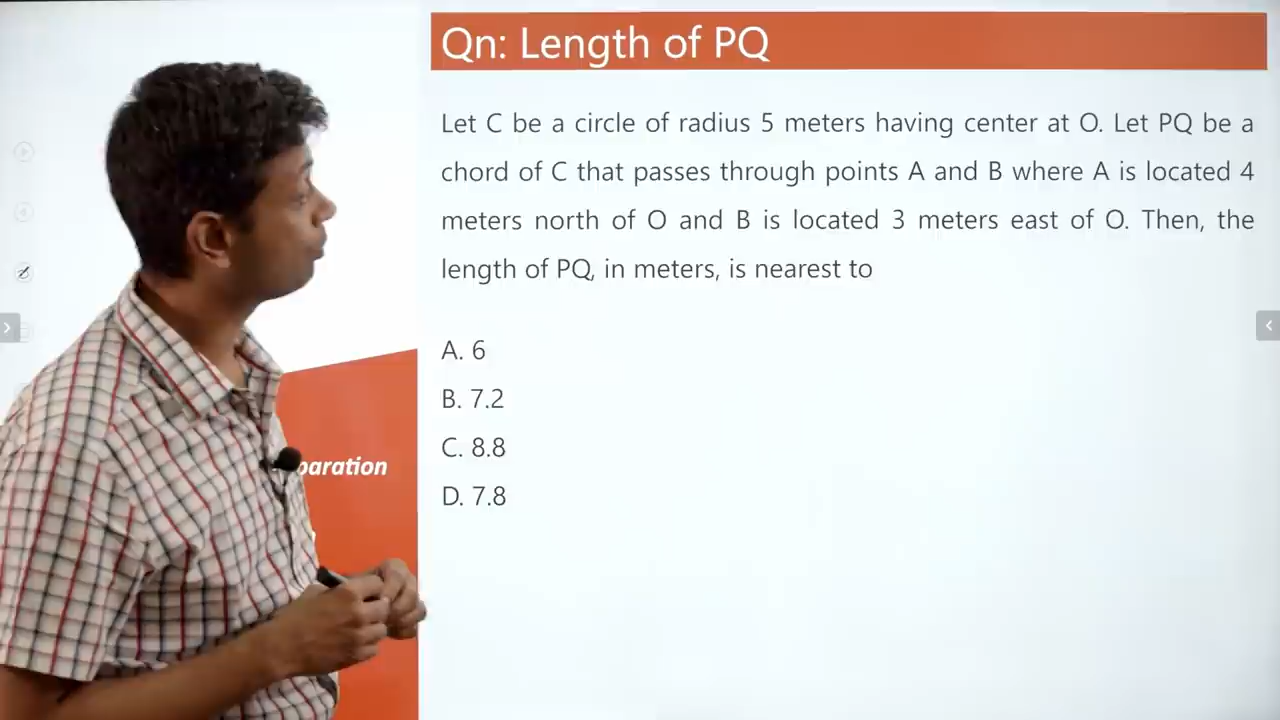 Qn: Length of PQ
Let C be a circle of radius 5 meters having center at O. Let PQ be a
chord of C that passes through points A and B where A is located 4
meters north of O and B is located 3 meters east of O. Then, the
length of PQ, in meters, is nearest to
A. 6
B. 7.2
C. 8.8
D. 7.8